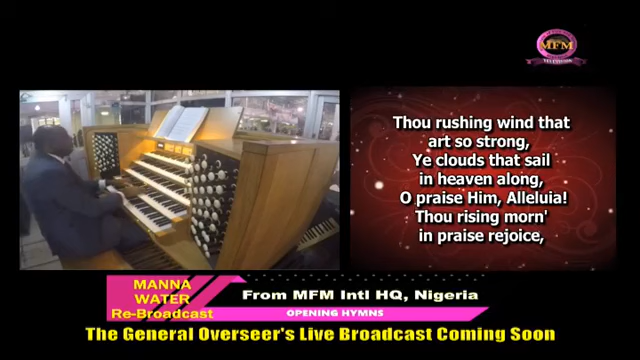 MFM
TELEVISION
Thou rushing wind that
art so strong,
Ye clouds that sail
in heaven along,
O praise Him, Alleluia!
Thou rising morn'
in praise rejoice,
MANNA
WATER
Re-Broadcast
From MFM Intl HQ, Nigeria
OPENING HYMNS
The General Overseer's Live Broadcast Coming Soon